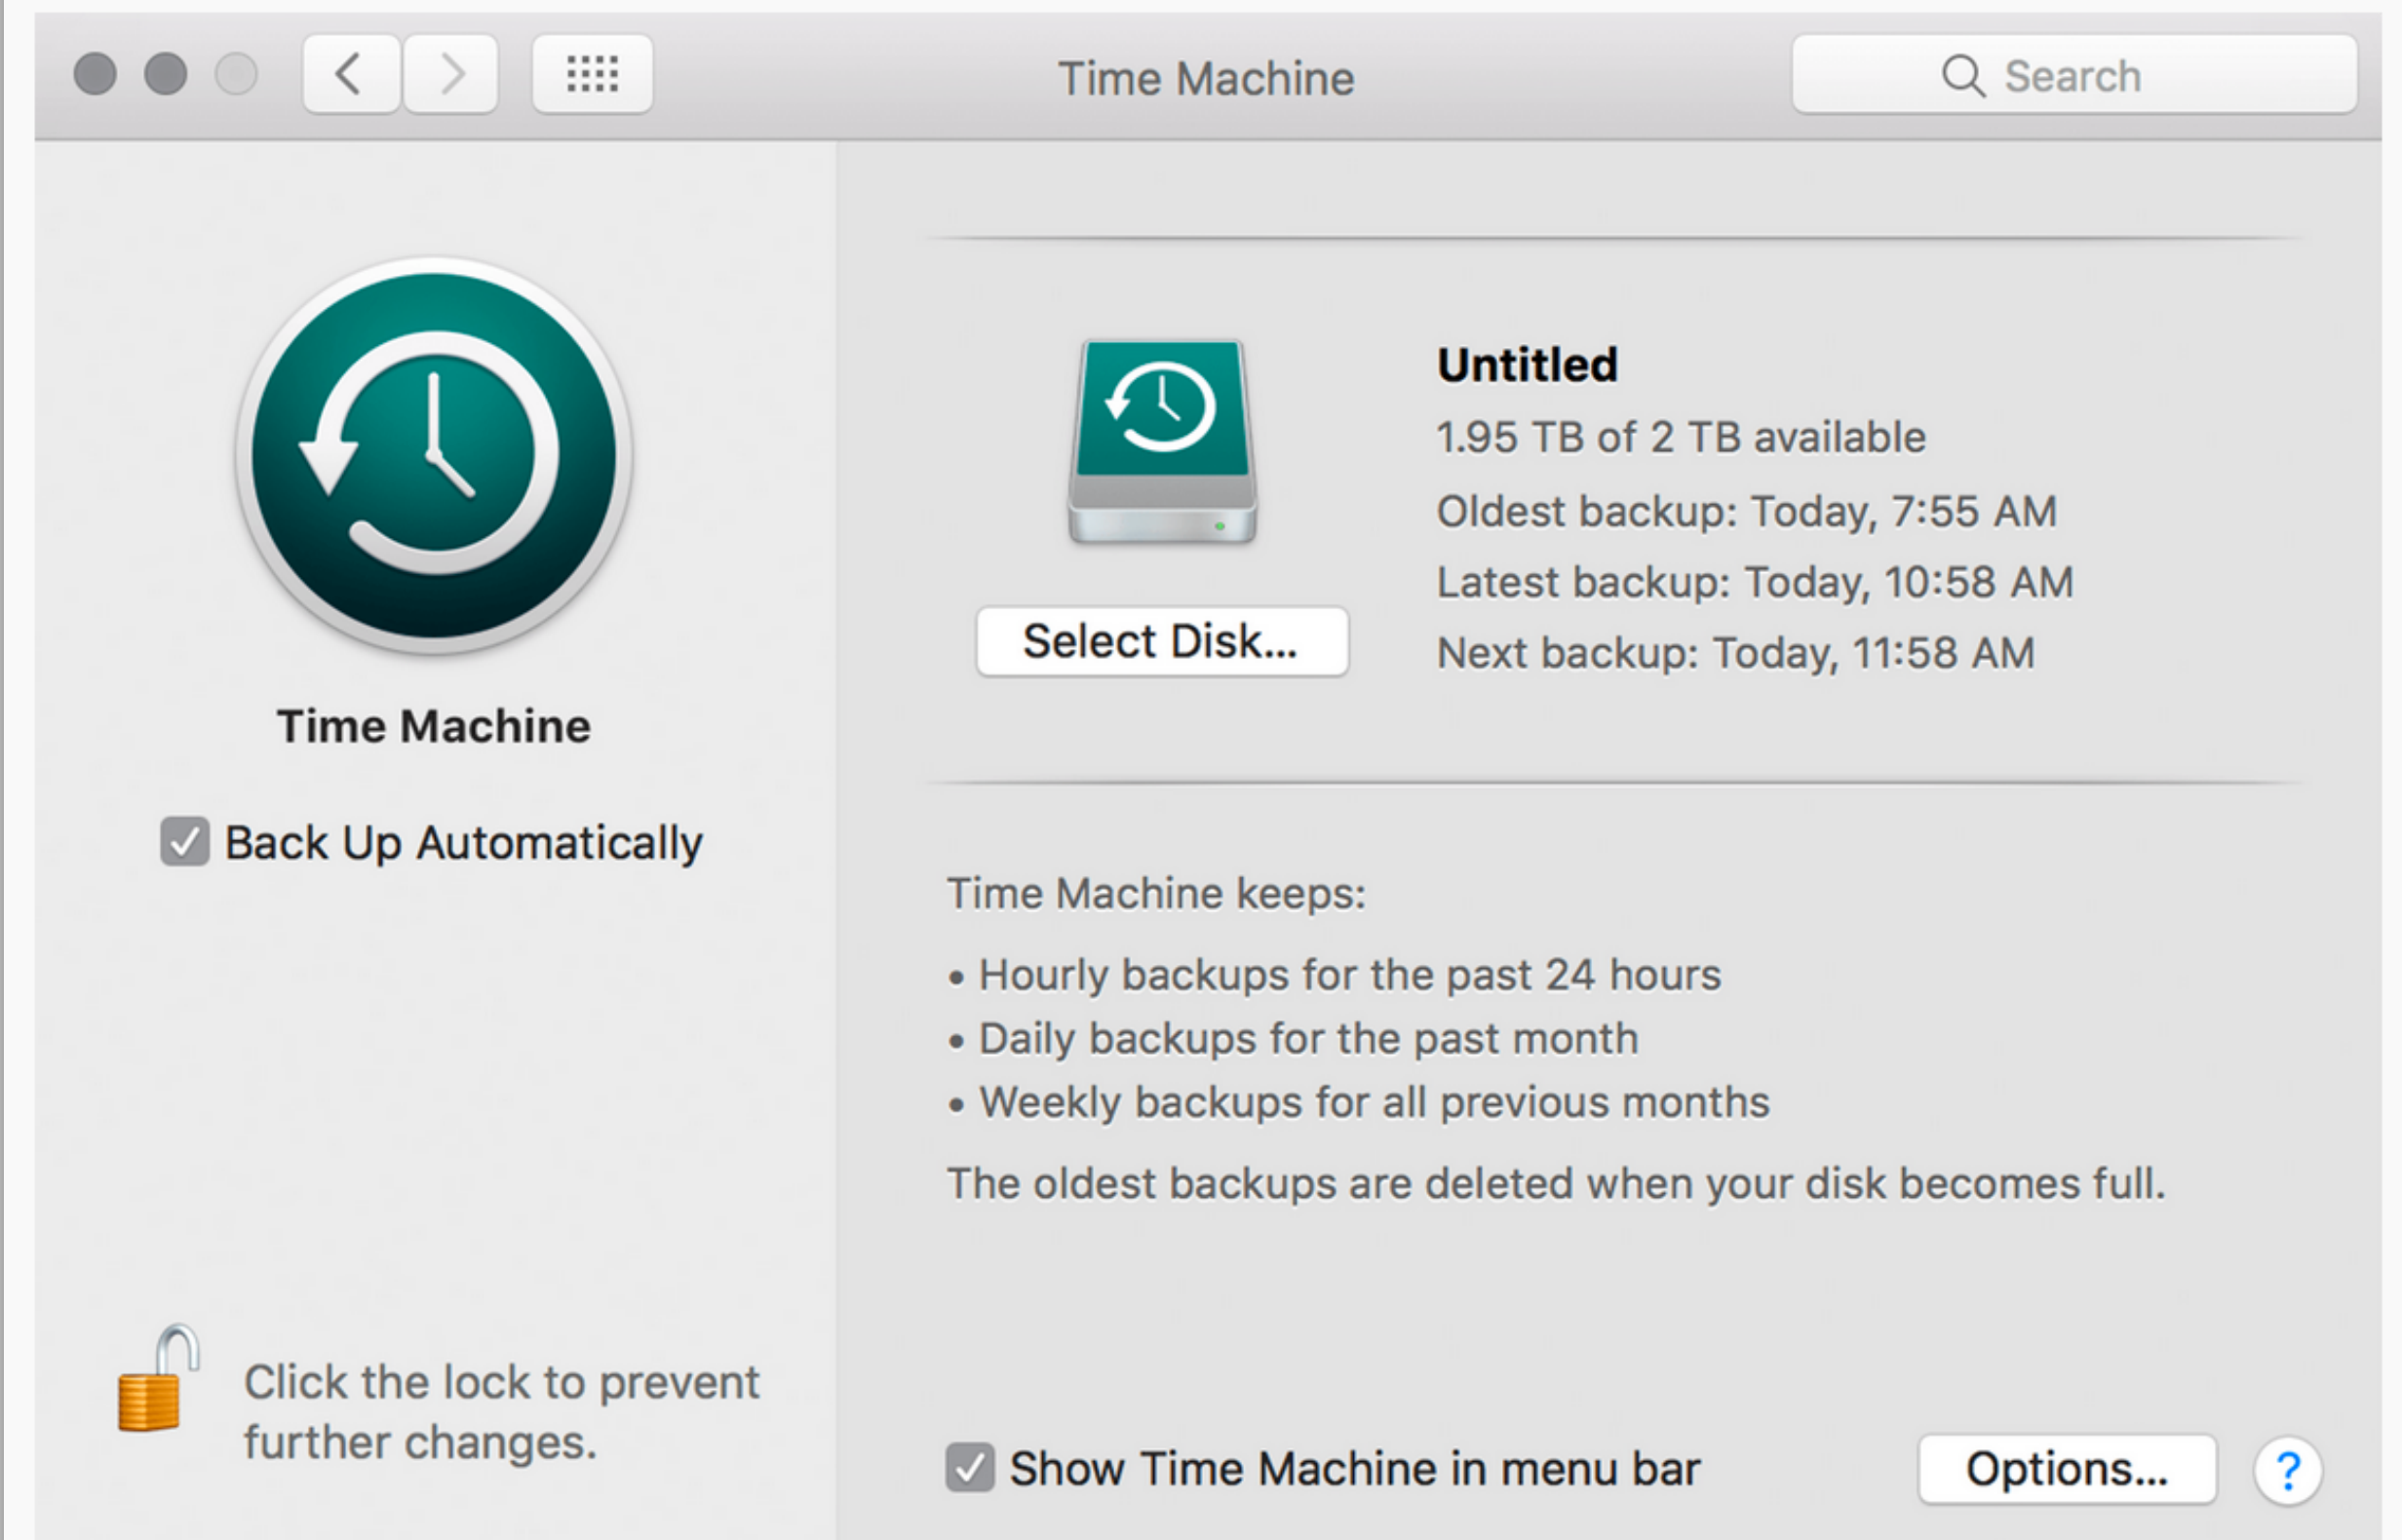 Time Machine
Search
Time Machine
Back Up Automatically
Click the lock to prevent
further changes.
Untitled
1.95 TB of 2 TB available
Oldest backup: Today, 7:55 AM
Latest backup: Today, 10:58 AM
Next backup: Today, 11:58 AM
Select Disk...
Time Machine keeps:
• Hourly backups for the past 24 hours
• Daily backups for the past month
• Weekly backups for all previous months
The oldest backups are deleted when your disk becomes full.
Show Time Machine in menu bar
Options...
?